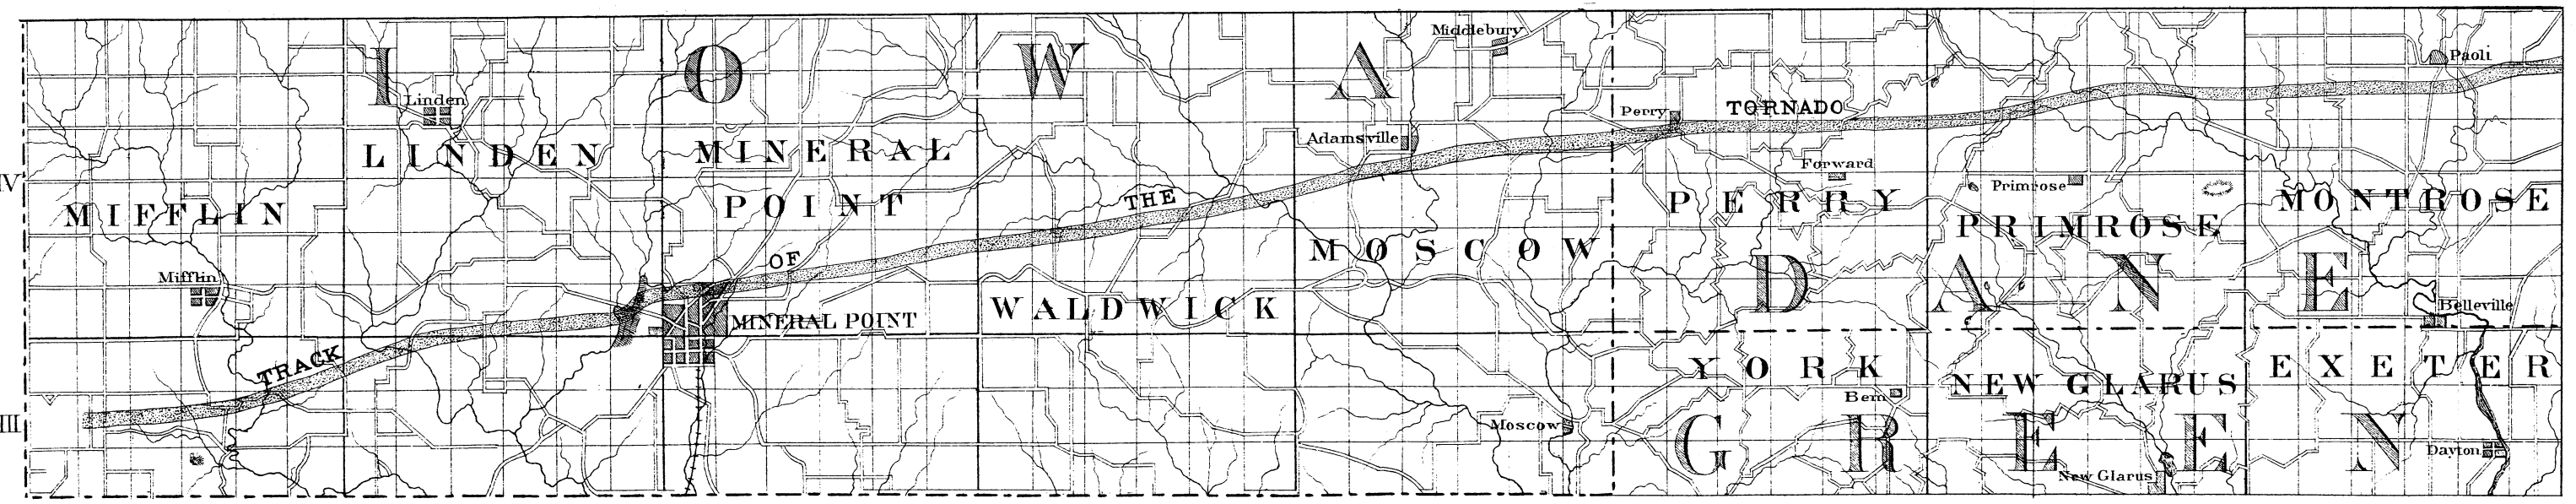 I O W A
Middlebury
Paoli
Linden
Perry
TORNADO
Adamsville
LINDEN
MINERAL
POINT
Forward
IV
Primrose
MIFFLIN
THE
PERRY
PRIMROSE
MONTROSE
MOSCOW
OF
Mifflin
D A N E
WALDWICK
MINERAL POINT
Belleville
TRACK
YORK
NEW GLARUS
EXETER
Bem
III
Moscow
G R E E N
Dayton
New Glarus